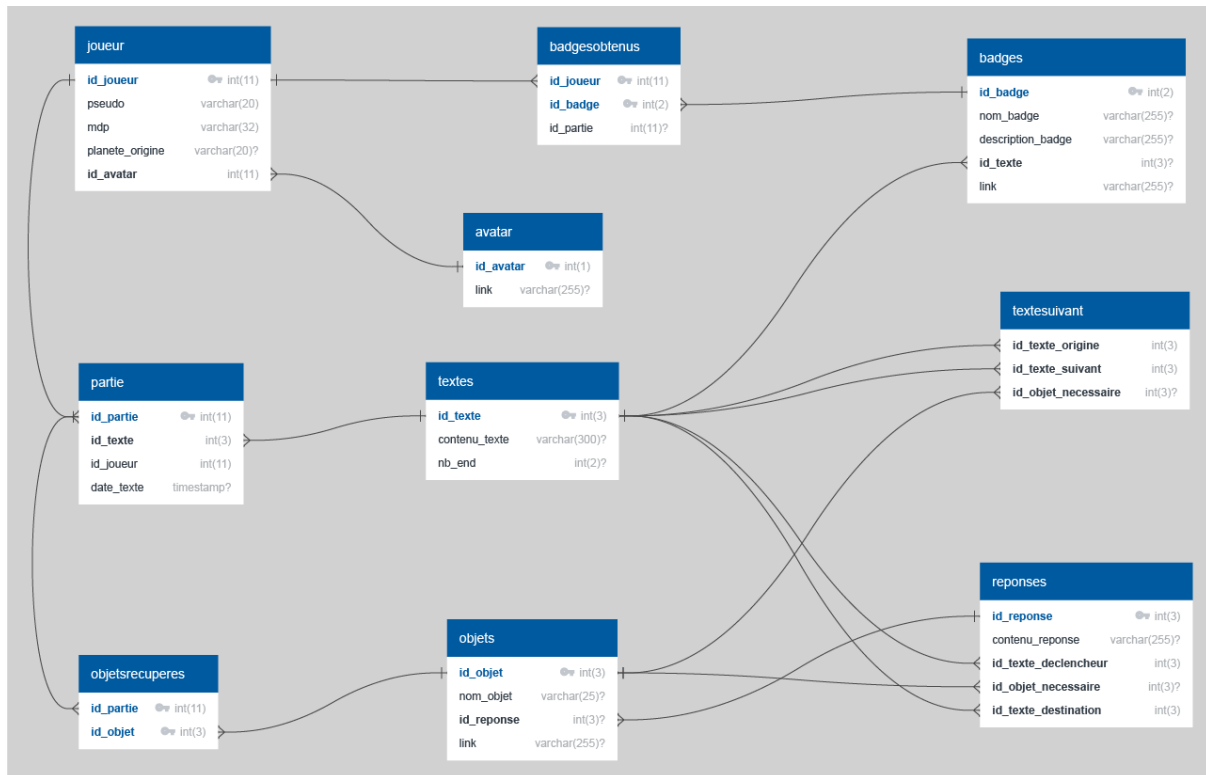 joueur
id_joueur int(11)
pseudo varchar(20)
mdp varchar(32)
planete_origine varchar(20)?
id_avatar int(11)
badgesobtenus
id_joueur int(11)
id_badge int(2)
id_partie int(11)?
badges
id_badge int(2)
nom_badge varchar(255)?
description_badge varchar(255)?
id_texte int(3)?
link varchar(255)?
avatar
id_avatar int(1)
link varchar(255)?
textesuivant
id_texte_origine int(3)
id_texte_suivant int(3)
id_objet_necessaire int(3)?
partie
id_partie int(11)
id_texte int(3)
id_joueur int(11)
date_texte timestamp?
textes
id_texte int(3)
contenu_texte varchar(300)?
nb_end int(2)?
reponses
id_reponse int(3)
contenu_reponse varchar(255)?
id_texte_declencheur int(3)
id_objet_necessaire int(3)?
id_texte_destination int(3)
objets
id_objet int(3)
nom_objet varchar(25)?
id_reponse int(3)?
link varchar(255)?
objetsrecuperes
id_partie int(11)
id_objet int(3)